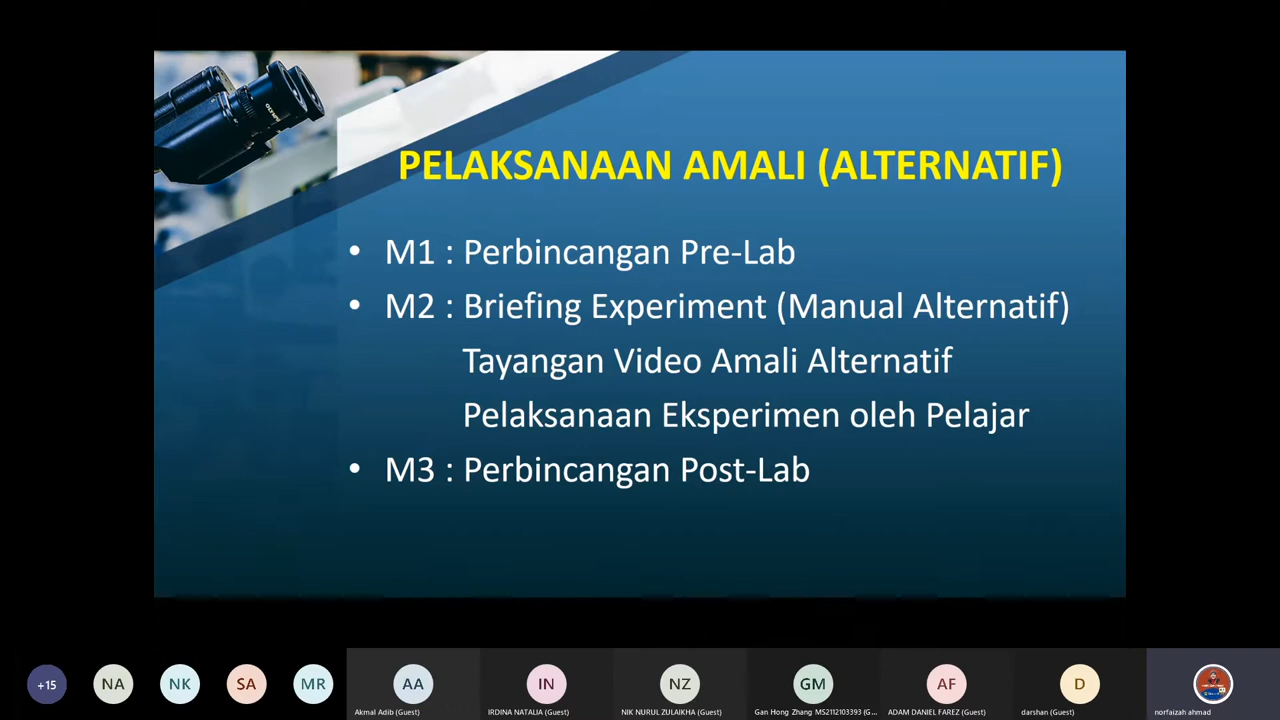 OLYMPUS
PELAKSANAAN AMALI (ALTERNATIF)
• M1 : Perbincangan Pre-Lab
• M2 : Briefing Experiment (Manual Alternatif)
Tayangan Video Amali Alternatif
Pelaksanaan Eksperimen oleh Pelajar
• M3 : Perbincangan Post-Lab
+15
NA
NK
SA
MR
AA
IN
NZ
GM
AF
D
Akmal Adib (Guest)
IRDINA NATALIA (Guest)
NIK NURUL ZULAIKHA (Guest)
Gan Hong Zhang MS2112103393 (G...
ADAM DANIEL FAREZ (Guest)
darshan (Guest)
norfaizah ahmad